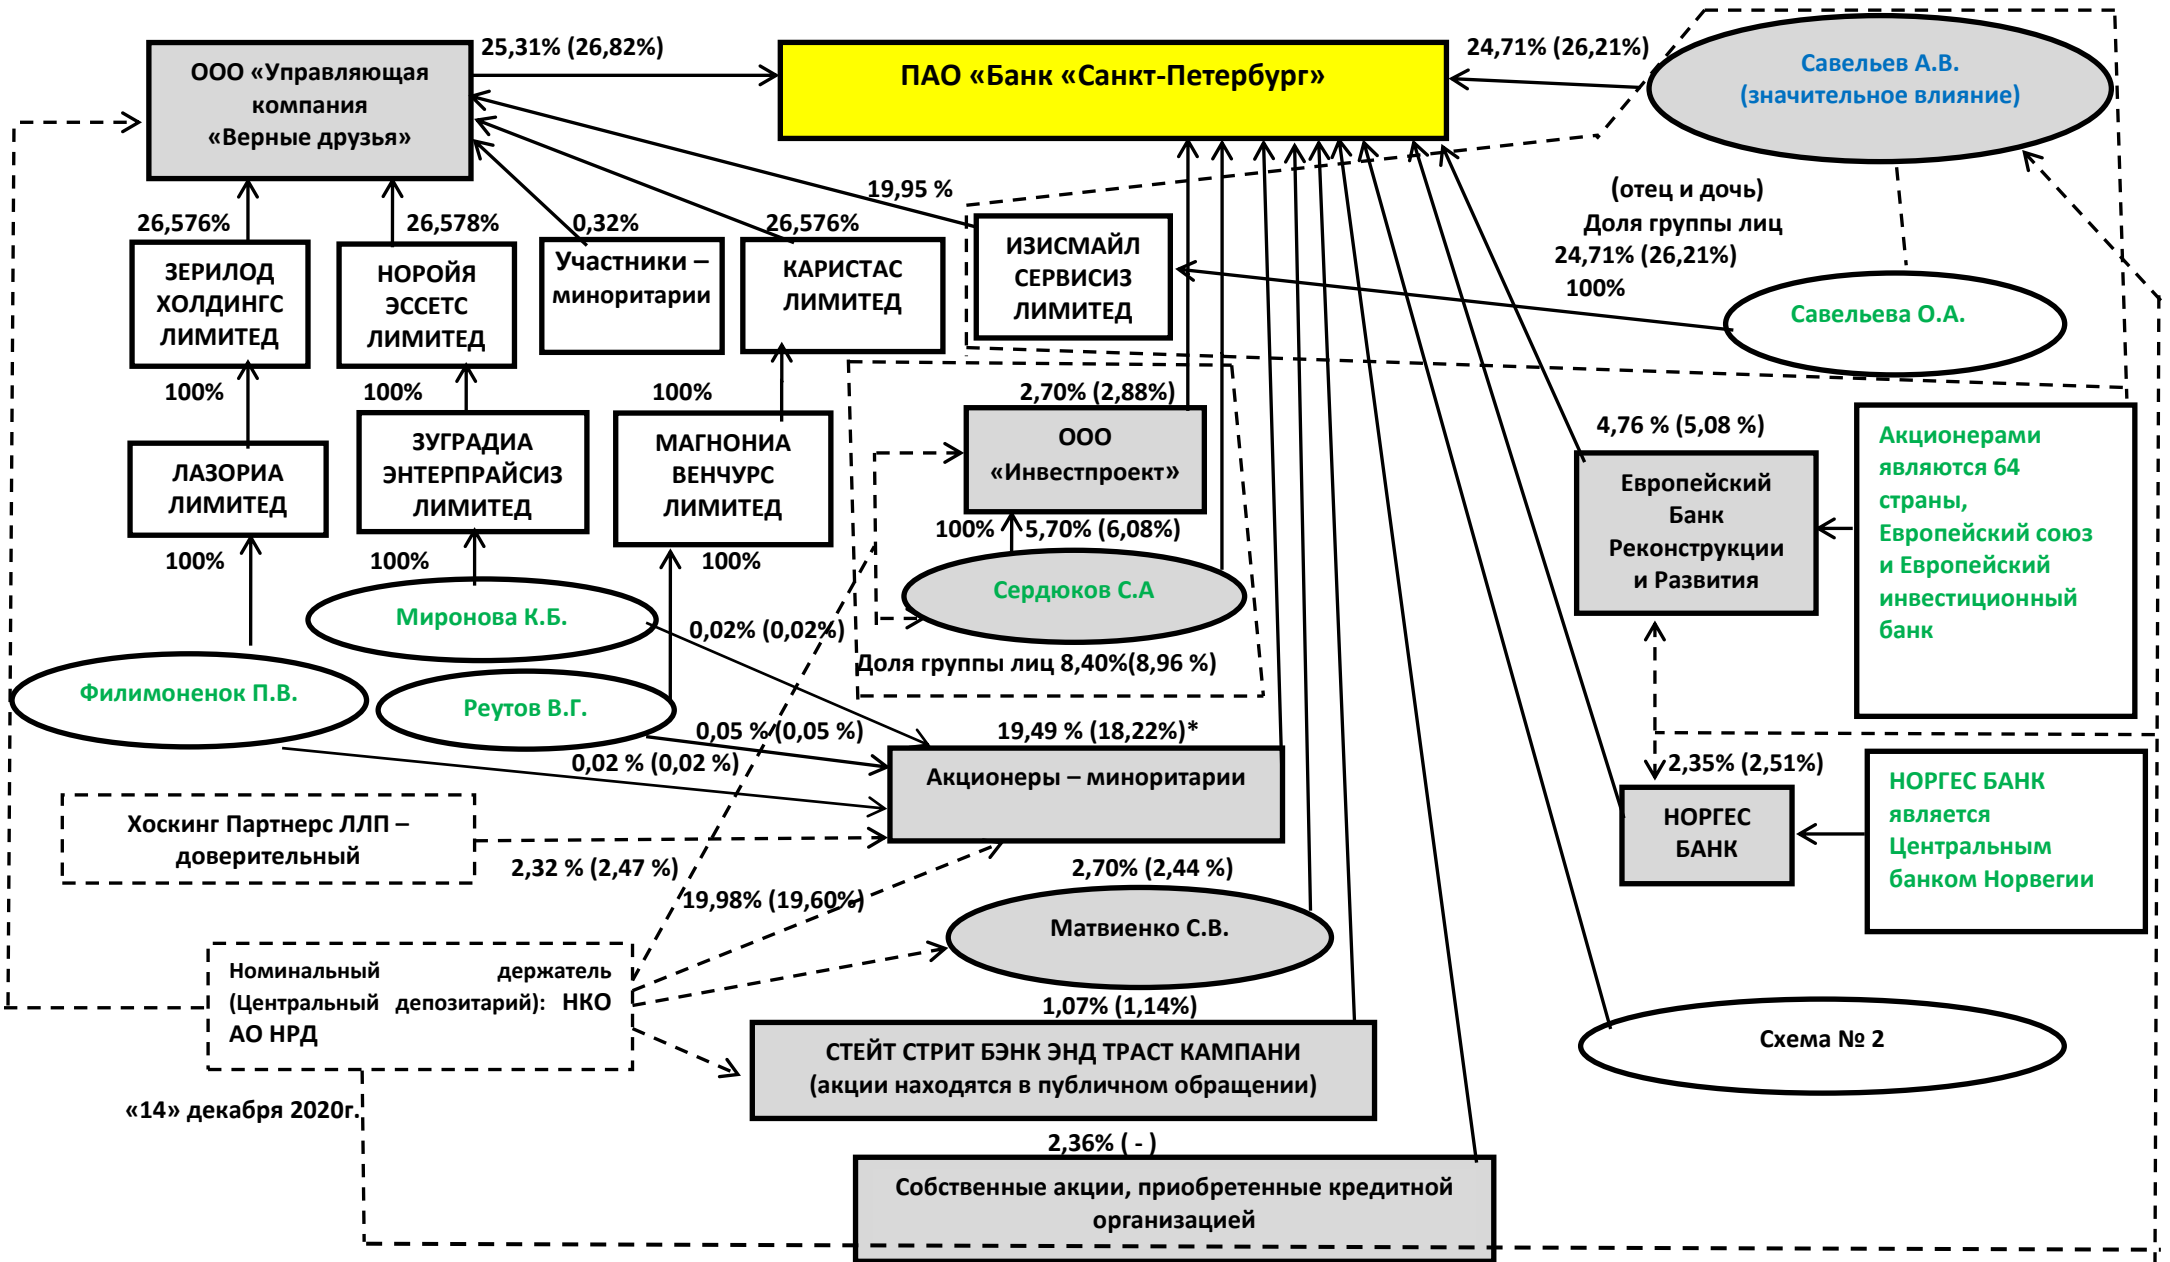 25,31% (26,82%)
24,71% (26,21%)
ООО «Управляющая
компания
«Верные друзья»
ПАО «Банк «Санкт-Петербург»
Савельев А.В.
(значительное влияние)
19,95 %
(отец и дочь)
Доля группы лиц
24,71% (26,21%)
100%
26,576%
26,578%
0,32%
26,576%
ЗЕРИЛОД
ХОЛДИНГС
ЛИМИТЕД
НОРОЙЯ
ЭССЕТС
ЛИМИТЕД
Участники –
миноритарии
КАРИСТАС
ЛИМИТЕД
ИЗИСМАЙЛ
СЕРВИСИЗ
ЛИМИТЕД
Савельева О.А.
100%
100%
100%
2,70% (2,88%)
ЛАЗОРИА
ЛИМИТЕД
ЗУГРАДИА
ЭНТЕРПРАЙСИЗ
ЛИМИТЕД
МАГНОНИА
ВЕНЧУРС
ЛИМИТЕД
ООО
«Инвестпроект»
4,76 % (5,08 %)
Европейский
Банк
Реконструкции
и Развития
Акционерами
являются 64
страны,
Европейский союз
и Европейский
инвестиционный
банк
100%
100%
100%
100%
5,70% (6,08%)
Сердюков С.А
Миронова К.Б.
0,02% (0,02%)
Доля группы лиц 8,40%(8,96 %)
Филимоненок П.В.
Реутов В.Г.
0,05 % (0,05 %)
19,49 % (18,22%)*
0,02 % (0,02 %)
Акционеры – миноритарии
2,35% (2,51%)
НОРГЕС
БАНК
НОРГЕС БАНК
является
Центральным
банком Норвегии
Хоскинг Партнерс ЛЛП –
доверительный
2,32 % (2,47 %)
2,70% (2,44 %)
19,98% (19,60%)
Матвиенко С.В.
Номинальный держатель
(Центральный депозитарий): НКО
АО НРД
1,07% (1,14%)
СТЕЙТ СТРИТ БЭНК ЭНД ТРАСТ КАМПАНИ
(акции находятся в публичном обращении)
Схема № 2
«14» декабря 2020г.
2,36% ( - )
Собственные акции, приобретенные кредитной
организацией